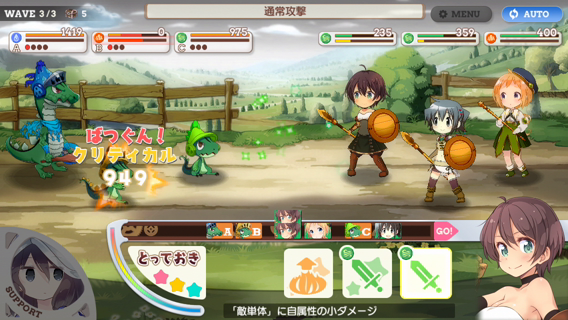 WAVE 3/3 5
通常攻撃
MENU
AUTO
1419
0
975
235
359
400
A
B
C
ばつぐん!
クリティカル
949
A B C GO!
とっておき
SUPPORT
「敵単体」に自属性の小ダメージ